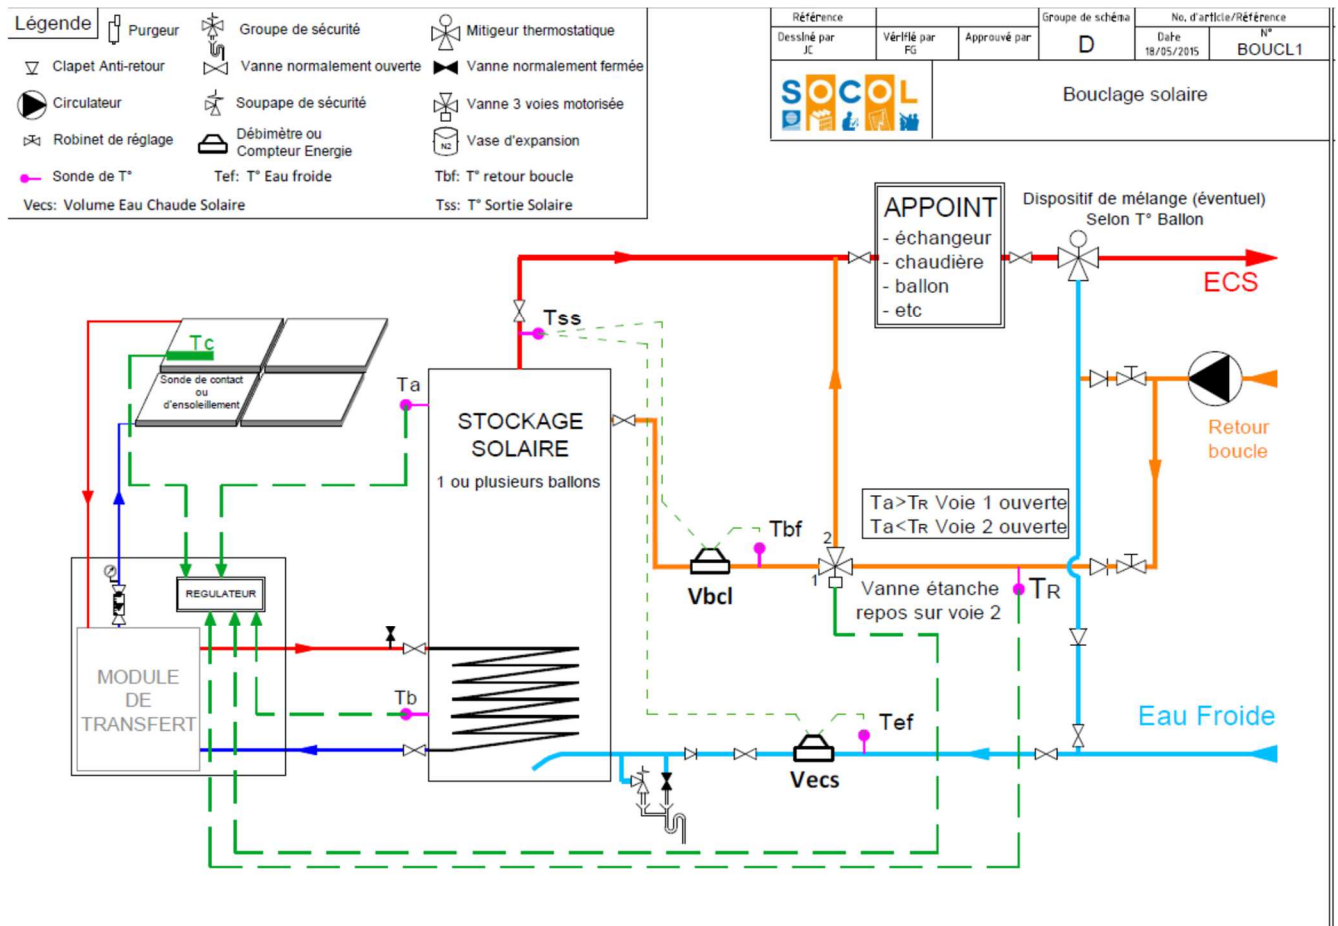 Légende
Purgeur
Groupe de sécurité
Mitigeur thermostatique
Clapet Anti-retour
Vanne normalement ouverte
Vanne normalement fermée
Circulateur
Soupape de sécurité
Vanne 3 voies motorisée
Robinet de réglage
Débimètre ou
Compteur Energie
N2
Vase d'expansion
Sonde de T°
Tef: T° Eau froide
Tbf: T° retour boucle
Vecs: Volume Eau Chaude Solaire
Tss: T° Sortie Solaire
Référence
Groupe de schéma
No. d'article/Référence
Dessiné par
JC
Vérifié par
FG
Approuvé par
D
Date
18/05/2015
N°
BOUCL1
SOCOL
Bouclage solaire
APPOINT
- échangeur
- chaudière
- ballon
- etc
Dispositif de mélange (éventuel)
Selon T° Ballon
ECS
Tss
Tc
Sonde de contact
ou
d'ensoleillement
Ta
STOCKAGE
SOLAIRE
1 ou plusieurs ballons
Retour
boucle
Ta>TR Voie 1 ouverte
Ta<TR Voie 2 ouverte
Tbf
2
1
Vbcl
Vanne étanche
repos sur voie 2
TR
REGULATEUR
MODULE
DE
TRANSFERT
Tb
Tef
Eau Froide
Vecs